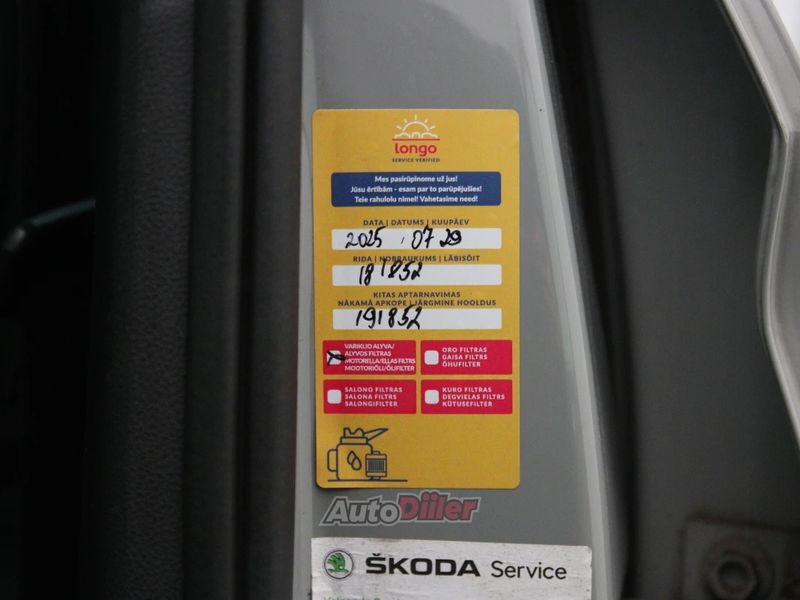 longo
SERVICE VERIFIED
Mes pasirūpinome už jus!
Jūsu ērtībām - esam par to parūpējušies!
Teie rahulolu nimel! Vahetasime need!
DATA | DATUMS | KUUPÄEV
2025 . 07 29
RIDA | NOBRAUKUMS | LÄBISÕIT
181852
KITAS APTARNAVIMAS
NĀKAMĀ APKOPE | JÄRGMINE HOOLDUS
191852
VARIKLIO ALYVA/
ALYVOS FILTRAS
MOTOREĻĻA/EĻĻAS FILTRS
MOOTORIÕLI/ÕLIFILTER
ORO FILTRAS
GAISA FILTRS
ÕHUFILTER
SALONO FILTRAS
SALONA FILTRS
SALONGIFILTER
KURO FILTRAS
DEGVIELAS FILTRS
KÜTUSEFILTER
AutoDiiler
ŠKODA Service